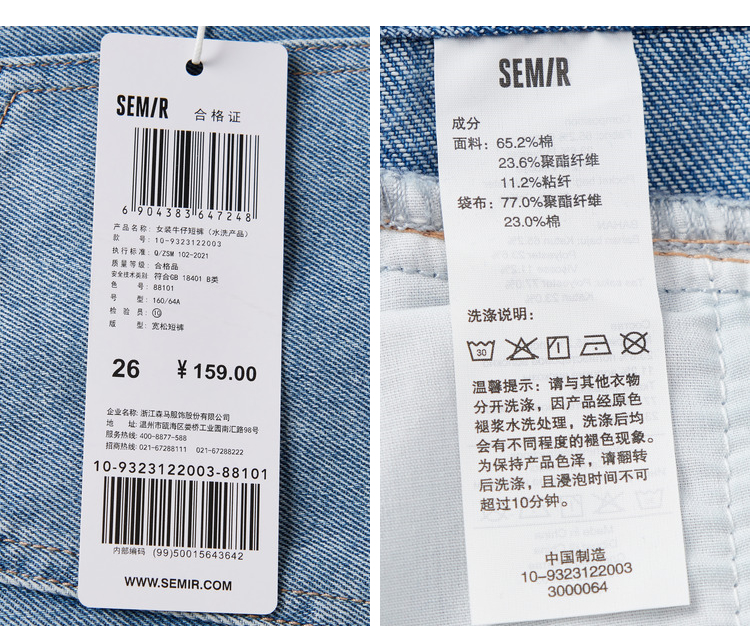 SEM/R 合格证
6 904383 647248
产品名称: 女装牛仔短裤 (水洗产品)
款 号: 10-9323122003
执行标准: Q/ZSM 102-2021
质量等级: 合格品
安全技术类别 符合GB 18401 B类
色 号: 88101
号 型: 160/64A
检 验 员: 10
版 型: 宽松短裤
26 ¥ 159.00
企业名称: 浙江森马服饰股份有限公司
地 址: 温州市瓯海区娄桥工业园南汇路98号
服务热线: 400-8877-588
招商热线: 021-67288111 021-67288222
10-9323122003-88101
内部编码 (99)50015643642
WWW.SEMIR.COM
SEM/R
成分
面料: 65.2%棉
23.6%聚酯纤维
11.2%粘纤
袋布: 77.0%聚酯纤维
23.0%棉
洗涤说明:
30
温馨提示: 请与其他衣物
分开洗涤, 因产品经原色
褪浆水洗处理, 洗涤后均
会有不同程度的褪色现象。
为保持产品色泽, 请翻转
后洗涤, 且浸泡时间不可
超过10分钟。
中国制造
10-9323122003
3000064